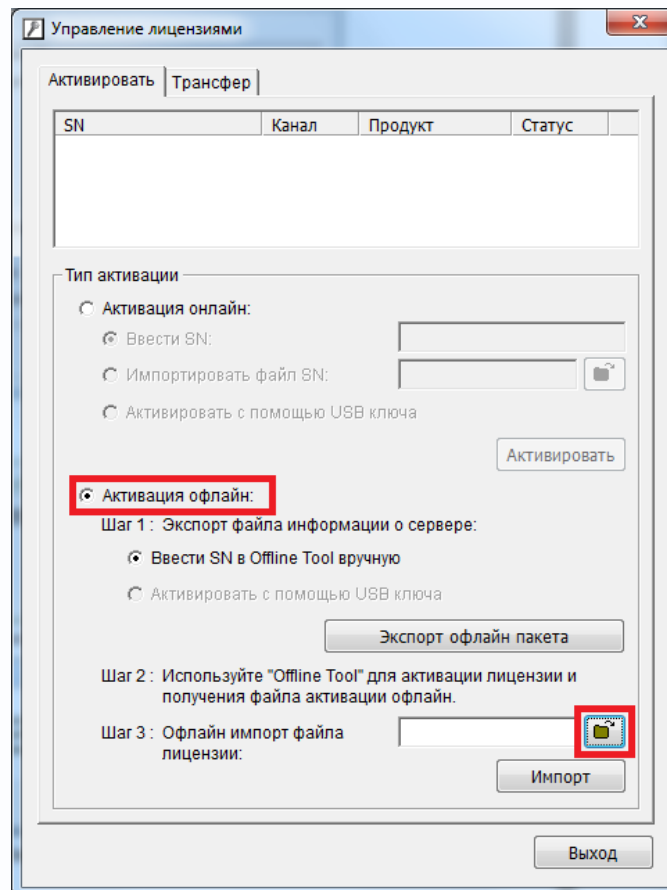 Управление лицензиями
Активировать Трансфер
SN Канал Продукт Статус
Тип активации
Активация онлайн:
Ввести SN:
Импортировать файл SN:
Активировать с помощью USB ключа
Активировать
Активация офлайн:
Шаг 1 : Экспорт файла информации о сервере:
Ввести SN в Offline Tool вручную
Активировать с помощью USB ключа
Экспорт офлайн пакета
Шаг 2 : Используйте "Offline Tool" для активации лицензии и
получения файла активации офлайн.
Шаг 3 : Офлайн импорт файла
лицензии:
Импорт
Выход